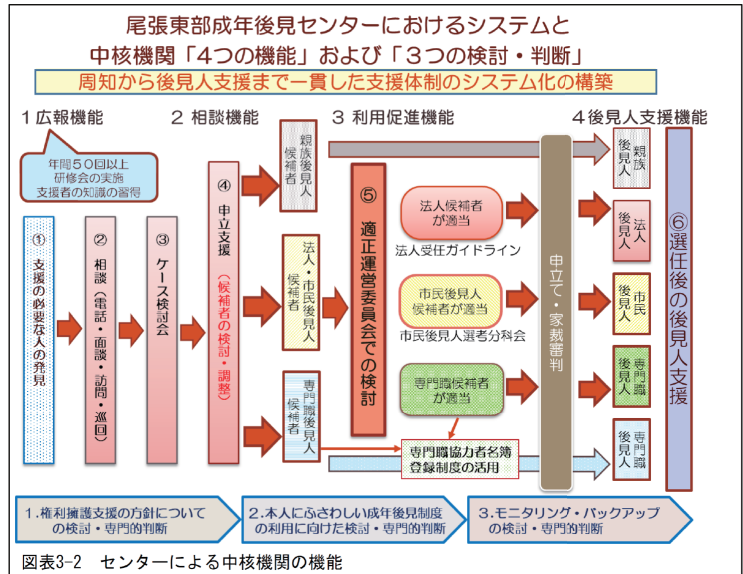 尾張東部成年後見センターにおけるシステムと
中核機関「4つの機能」および「３つの検討・判断」
周知から後見人支援まで一貫した支援体制のシステム化の構築
１広報機能
２ 相談機能
３ 利用促進機能
４後見人支援機能
年間５０回以上
研修会の実施
支援者の知識の習得
① 支援の必要な人の発見
② 相談（電話・面談・訪問・巡回）
③ ケース検討会
④ 申立支援（候補者の検討・調整）
親族後見人
候補者
法人・市民後見人
候補者
専門職後見人
候補者
⑤ 適正運営委員会での検討
法人候補者
が適当
法人受任ガイドライン
市民後見人
候補者が適当
市民後見人選考分科会
専門職候補者
が適当
専門職協力者名簿
登録制度の活用
申立て・家裁審判
親族
後見人
法人
後見人
市民
後見人
専門職
後見人
専門職
後見人
⑥選任後の後見人支援
１.権利擁護支援の方針について
の検討・専門的判断
２.本人にふさわしい成年後見制度
の利用に向けた検討・専門的判断
３.モニタリング・バックアップ
の検討・専門的判断
図表3-2 センターによる中核機関の機能